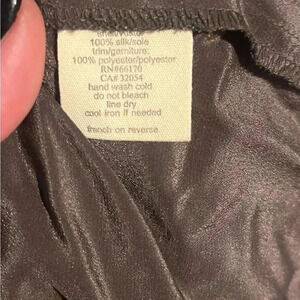 100% silk/soie
trim/garniture:
100% polyester/polyester
RN#66170
CA# 32054
hand wash cold
do not bleach
line dry
cool iron if needed
french on reverse